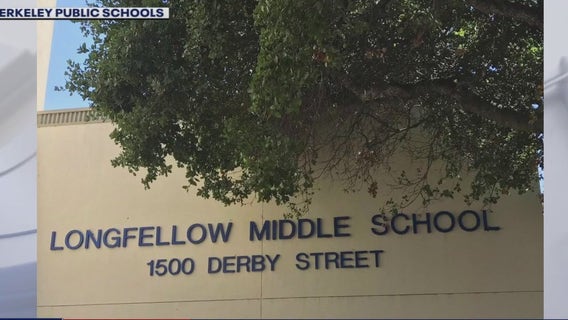 ERKELEY PUBLIC SCHOOLS
LONGFELLOW MIDDLE SCHOOL
1500 DERBY STREET